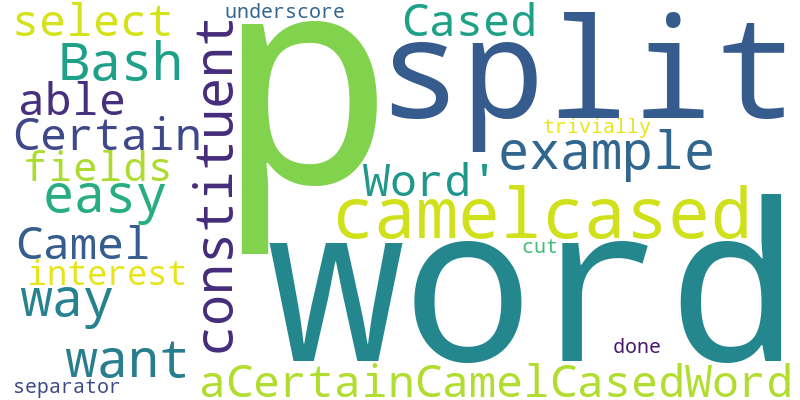 underscore
select
Cased
split
p
Bash
able
trivially
Certain
example
constituent
fields
Word'
easy
camelcased
Camel
word
cut
interest
way
done
want
aCertainCamelCasedWord
separator